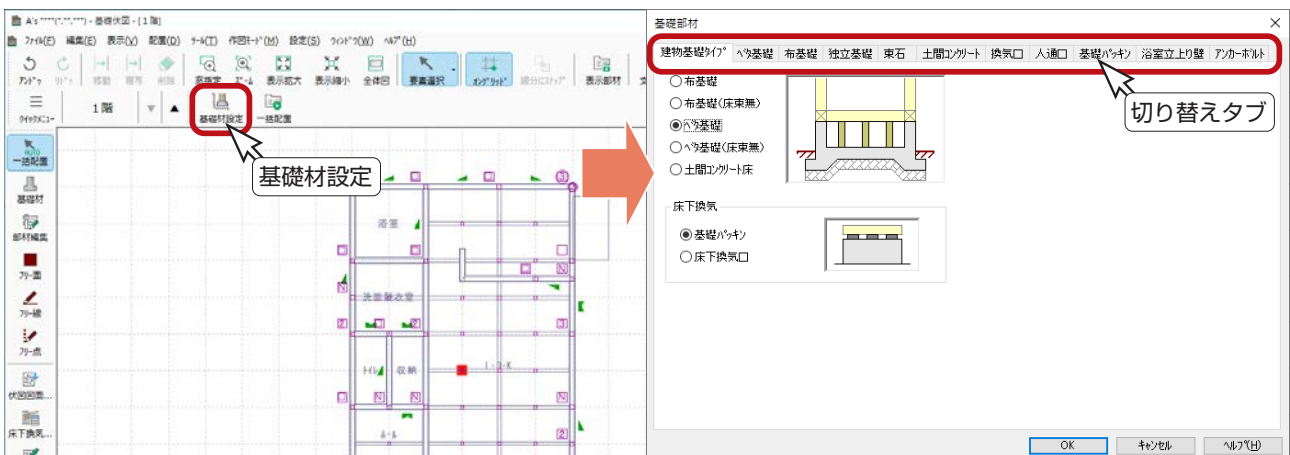 A's ****(*.**,***) - 基礎伏図 - [1 階]
ﾌｧｲﾙ(F) 編集(E) 表示(V) 配置(D) ﾂｰﾙ(T) 作図ﾓｰﾄﾞ(M) 設定(S) ｳｨﾝﾄﾞｳ(W) ﾍﾙﾌﾟ(H)
ｱﾝﾄﾞｩ ﾘﾄﾞｩ 移動 複写 削除 窓指定 ｽﾞｰﾑ 表示拡大 表示縮小 全体図 要素選択 ｵﾝｸﾞﾘｯﾄﾞ 線分にｽﾅｯﾌﾟ 表示部材
ｸｲｯｸﾒﾆｭｰ 1 階 ▼ ▲ 基礎材設定 一括配置
基礎材設定
AUTO
一括配置
基礎材
部材編集
ﾌﾘｰ面
ﾌﾘｰ線
ﾌﾘｰ点
伏図図面...
床下換気...
浴室
洗面脱衣室
ﾄｲﾚ 収納
L･D･K
ﾎｰﾙ
基礎部材
建物基礎ﾀｲﾌﾟ ﾍﾞﾀ基礎 布基礎 独立基礎 束石 土間ｺﾝｸﾘｰﾄ 換気口 人通口 基礎ﾊﾟｯｷﾝ 浴室立上り壁 ｱﾝｶｰﾎﾞﾙﾄ
切り替えタブ
布基礎
布基礎(床束無)
ﾍﾞﾀ基礎
ﾍﾞﾀ基礎(床束無)
土間ｺﾝｸﾘｰﾄ床
床下換気
基礎ﾊﾟｯｷﾝ
床下換気口
OK ｷｬﾝｾﾙ ﾍﾙﾌﾟ(H)